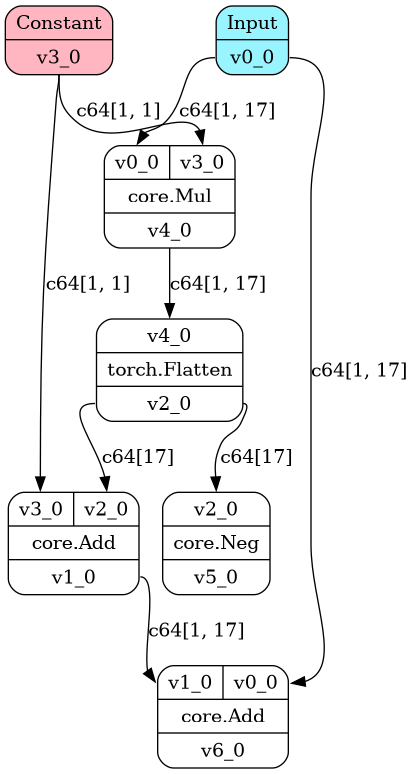 Constant
v3_0
Input
v0_0
c64[1, 1]
c64[1, 17]
v0_0 v3_0
core.Mul
v4_0
c64[1, 1]
c64[1, 17]
v4_0
torch.Flatten
v2_0
c64[1, 17]
c64[17]
c64[17]
v3_0 v2_0
core.Add
v1_0
v2_0
core.Neg
v5_0
c64[1, 17]
v1_0 v0_0
core.Add
v6_0